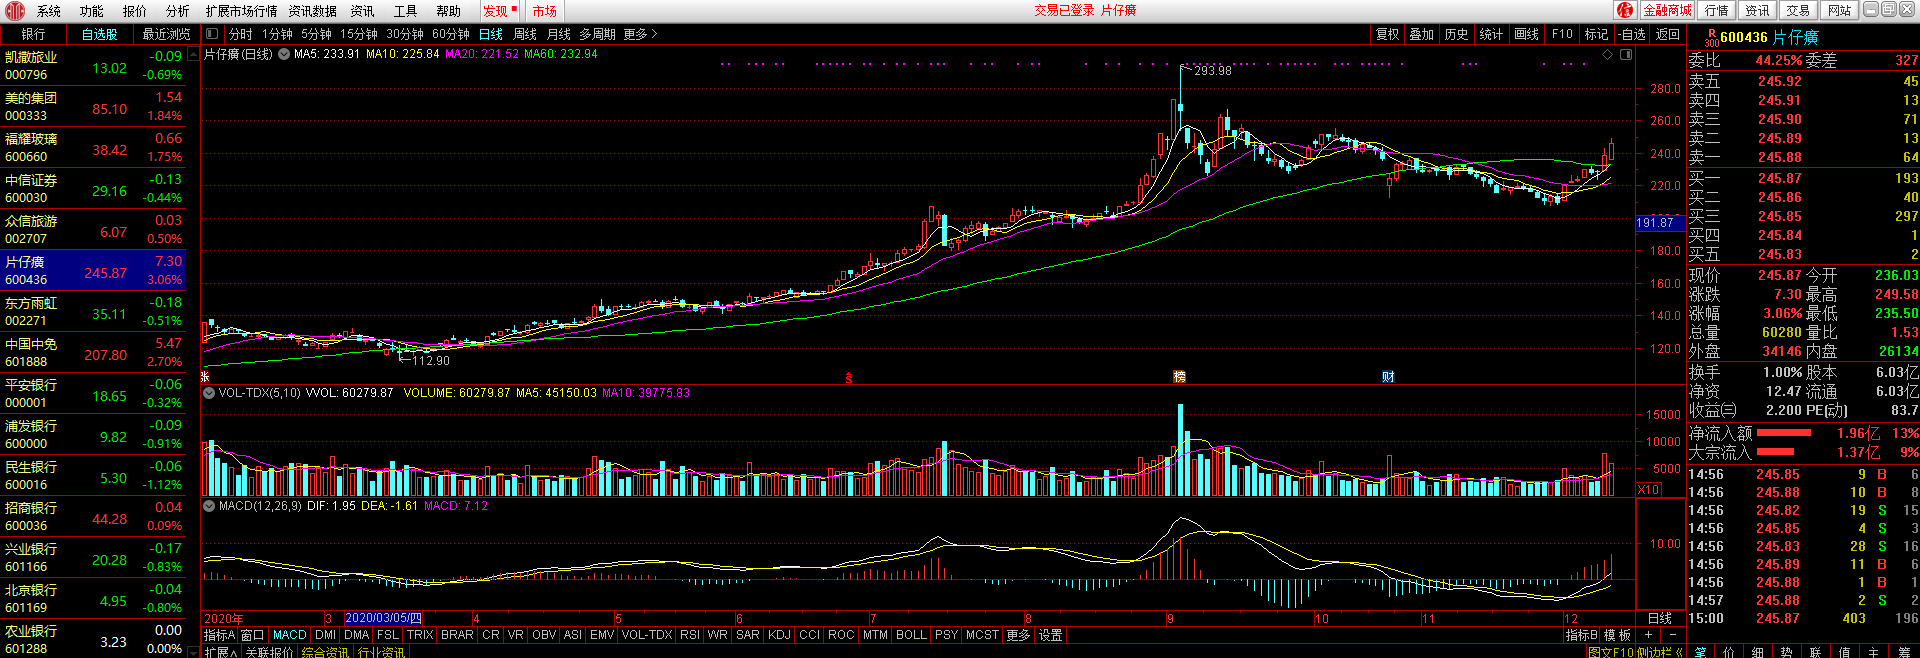 系统 功能 报价 分析 扩展市场行情 资讯数据 资讯 工具 帮助 发现 市场 交易已登录 片仔癀 金融商城 行情 资讯 交易 网站
银行 自选股 最近浏览 分时 1分钟 5分钟 15分钟 30分钟 60分钟 日线 周线 月线 多周期 更多 复权 叠加 历史 统计 画线 F10 标记 -自选 返回
片仔癀(日线) MA5: 233.91 MA10: 225.84 MA20: 221.52 MA60: 232.94
凯撒旅业 13.02 -0.09
000796 -0.69%
美的集团 85.10 1.54
000333 1.84%
福耀玻璃 38.42 0.66
600660 1.75%
中信证券 29.16 -0.13
600030 -0.44%
众信旅游 6.07 0.03
002707 0.50%
片仔癀 245.87 7.30
600436 3.06%
东方雨虹 35.11 -0.18
002271 -0.51%
中国中免 207.80 5.47
601888 2.70%
平安银行 18.65 -0.06
000001 -0.32%
浦发银行 9.82 -0.09
600000 -0.91%
民生银行 5.30 -0.06
600016 -1.12%
招商银行 44.28 0.04
600036 0.09%
兴业银行 20.28 -0.17
601166 -0.83%
北京银行 4.95 -0.04
601169 -0.80%
农业银行 3.23 0.00
601288 0.00%
293.98
112.90
280.0
260.0
240.0
220.0
191.87
180.0
160.0
140.0
120.0
涨 榜 财
VOL-TDX(5,10) VVOL: 60279.87 VOLUME: 60279.87 MA5: 45150.03 MA10: 39775.83
15000
10000
5000
X10
MACD(12,26,9) DIF: 1.95 DEA: -1.61 MACD: 7.12
10.00
2020年 3 2020/03/05/四 4 5 6 7 8 9 10 11 12 日线
指标A 窗口 MACD DMI DMA FSL TRIX BRAR CR VR OBV ASI EMV VOL-TDX RSI WR SAR KDJ CCI ROC MTM BOLL PSY MCST 更多 设置 指标B 模板 + -
扩展∧ 关联报价 综合资讯 行业资讯 图文F10 侧边栏《
R
300
600436 片仔癀
委比 44.25% 委差 327
卖五 245.92 45
卖四 245.91 13
卖三 245.90 71
卖二 245.89 13
卖一 245.88 64
买一 245.87 193
买二 245.86 40
买三 245.85 297
买四 245.84 1
买五 245.83 2
现价 245.87 今开 236.03
涨跌 7.30 最高 249.58
涨幅 3.06% 最低 235.50
总量 60280 量比 1.53
外盘 34146 内盘 26134
换手 1.00% 股本 6.03亿
净资 12.47 流通 6.03亿
收益㈢ 2.200 PE(动) 83.7
净流入额 1.96亿 13%
大宗流入 1.37亿 9%
14:56 245.85 9 B 6
14:56 245.88 10 B 8
14:56 245.82 19 S 15
14:56 245.85 4 S 3
14:56 245.83 28 S 16
14:56 245.89 11 B 6
14:56 245.88 1 B 1
14:57 245.88 2 S 2
15:00 245.87 403 196
笔 价 细 势 联 值 主 筹